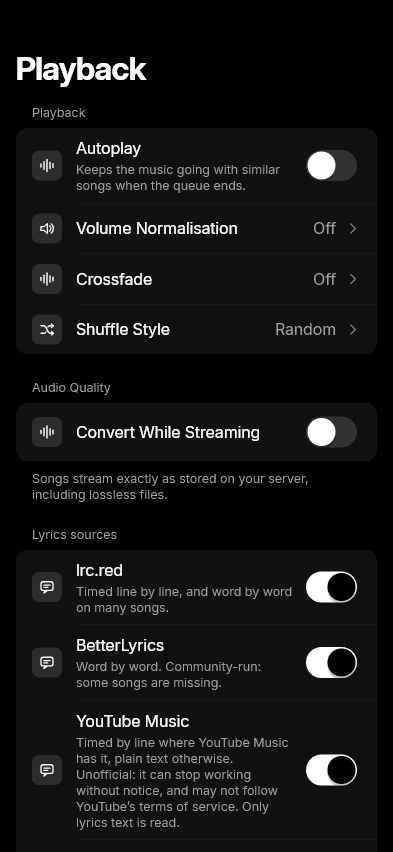 Playback
Playback
Autoplay
Keeps the music going with similar
songs when the queue ends.
Volume Normalisation
Off
Crossfade
Off
Shuffle Style
Random
Audio Quality
Convert While Streaming
Songs stream exactly as stored on your server,
including lossless files.
Lyrics sources
lrc.red
Timed line by line, and word by word
on many songs.
BetterLyrics
Word by word. Community-run:
some songs are missing.
YouTube Music
Timed by line where YouTube Music
has it, plain text otherwise.
Unofficial: it can stop working
without notice, and may not follow
YouTube’s terms of service. Only
lyrics text is read.